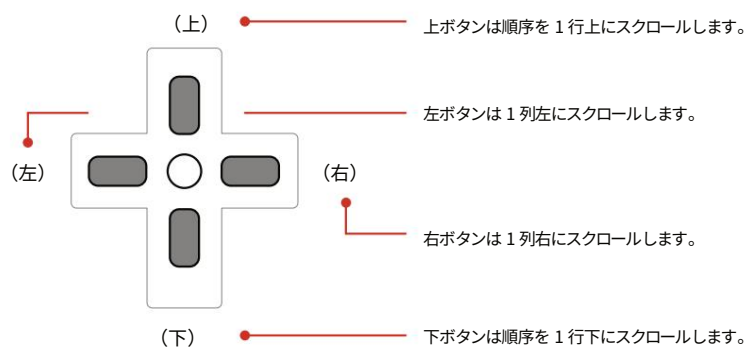 （上）
上ボタンは順序を 1 行上にスクロールします。
左ボタンは 1 列左にスクロールします。
（左）
（右）
右ボタンは 1 列右にスクロールします。
（下）
下ボタンは順序を 1 行下にスクロールします。